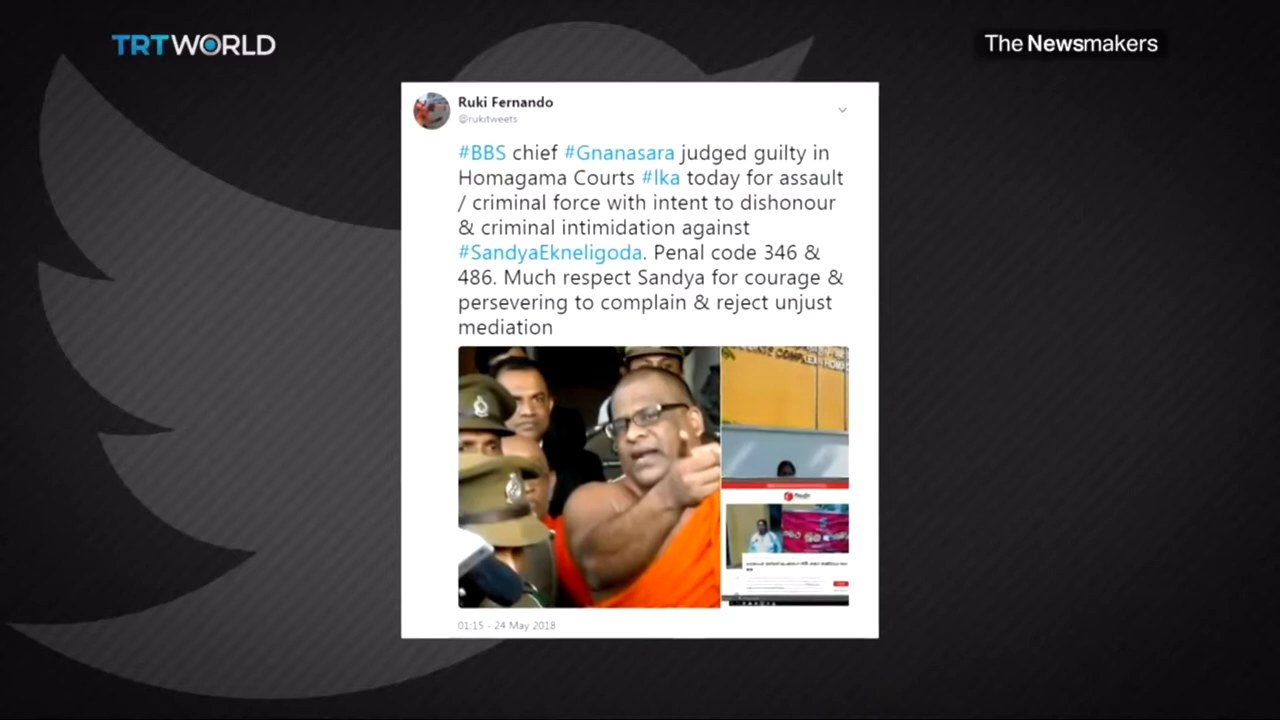 TRTWORLD
The Newsmakers
Ruki Fernando
@rukitweets
#BBS chief #Gnanasara judged guilty in
Homagama Courts #lka today for assault
/ criminal force with intent to dishonour
& criminal intimidation against
#SandyaEkneligoda. Penal code 346 &
486. Much respect Sandya for courage &
persevering to complain & reject unjust
mediation
01:15 - 24 May 2018